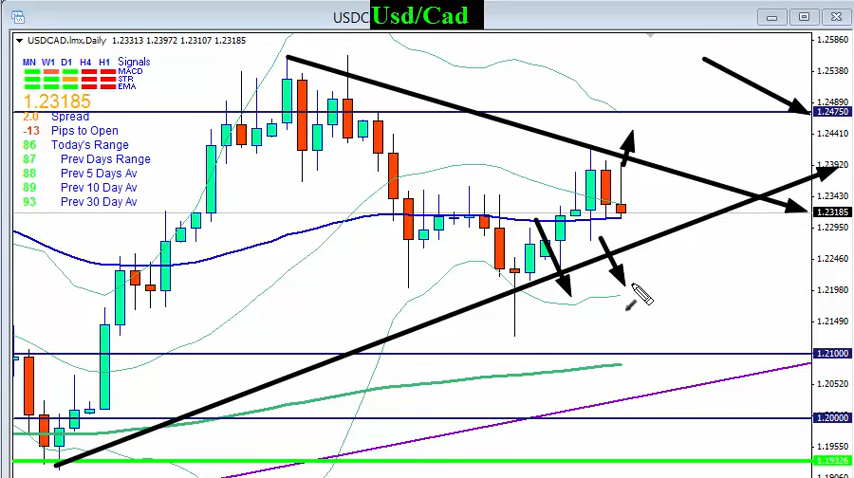 USDC
Usd/Cad
USDCAD.lmx,Daily 1.23313 1.23972 1.23107 1.23185
MN W1 D1 H4 H1 Signals
MACD
STR
EMA
1.23185
2.0 Spread
-13 Pips to Open
86 Today's Range
87 Prev Days Range
88 Prev 5 Days Av
89 Prev 10 Day Av
93 Prev 30 Day Av
1.25860
1.25380
1.24890
1.24750
1.24410
1.23920
1.23430
1.23185
1.22950
1.22460
1.21980
1.21490
1.21000
1.20520
1.20000
1.19550
1.19326
1.19060